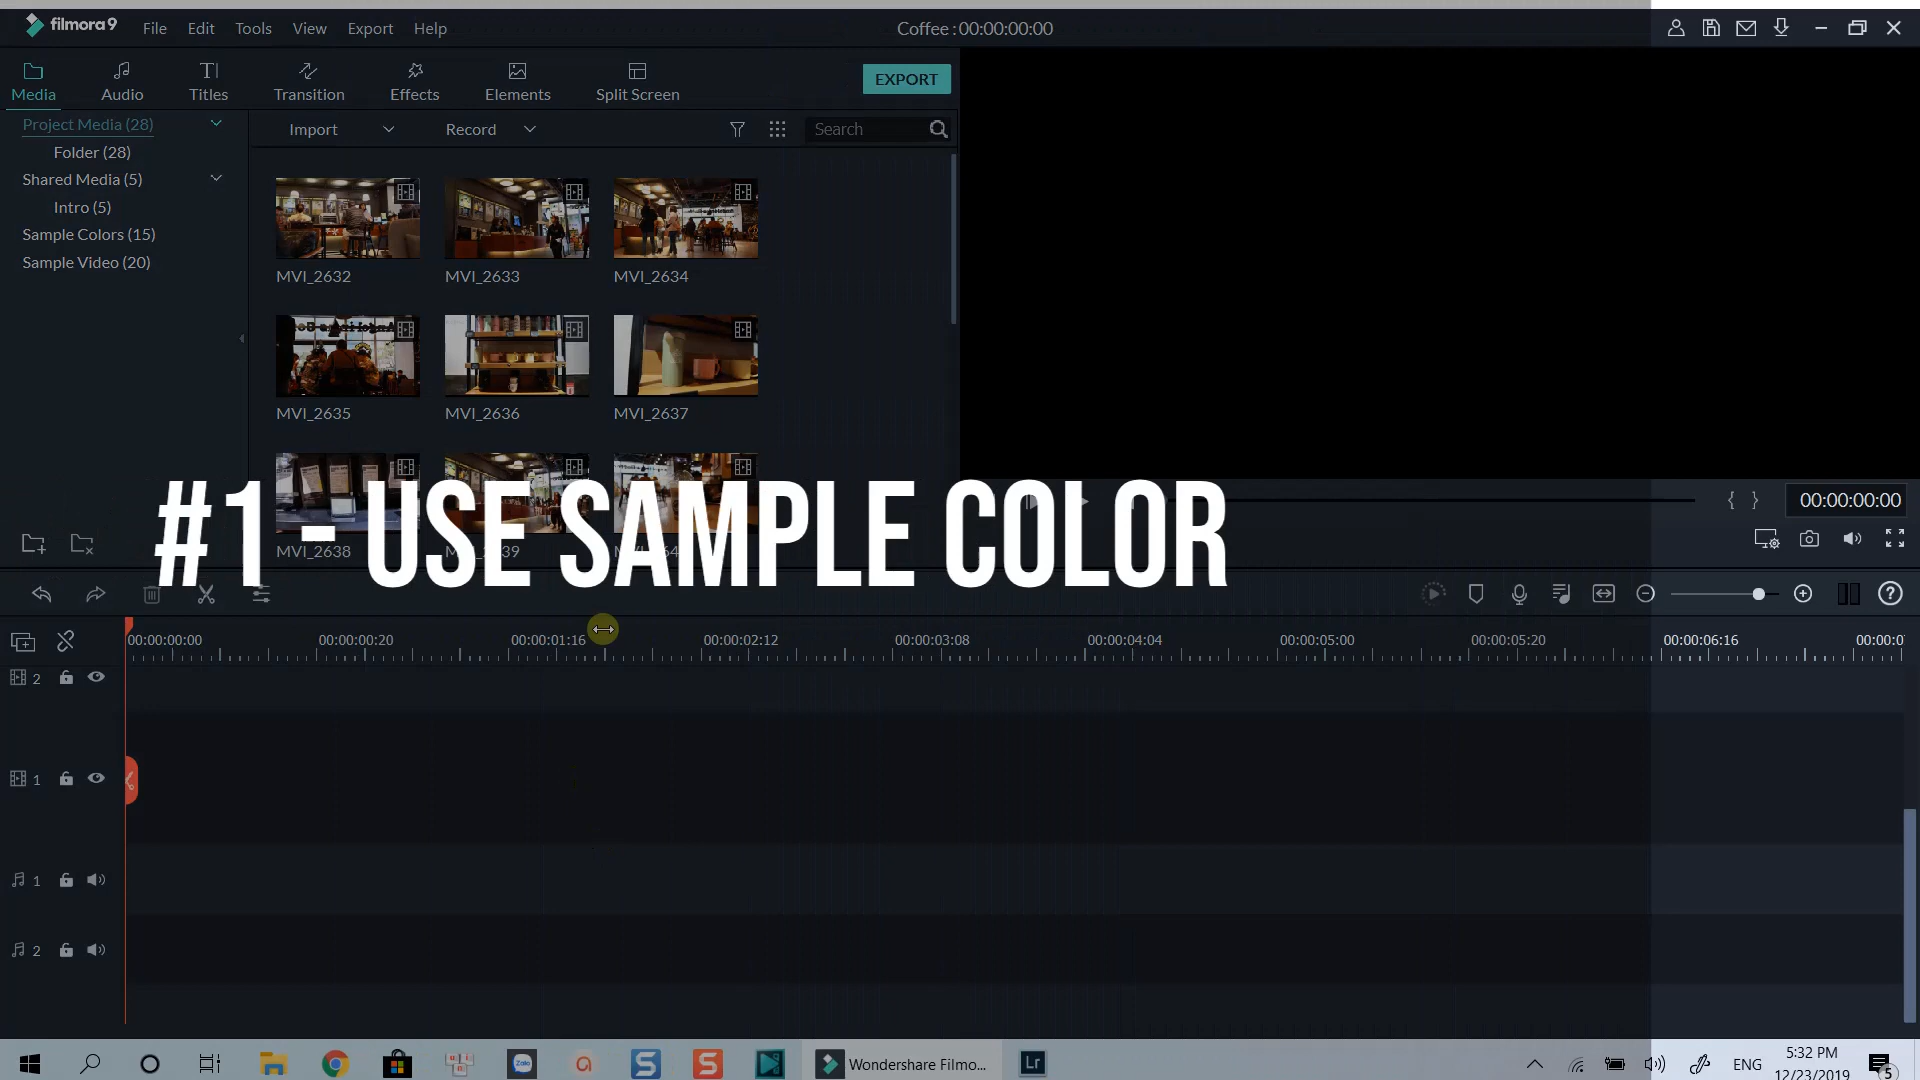 filmora9 File Edit Tools View Export Help Coffee : 00:00:00:00
Media Audio Titles Transition Effects Elements Split Screen EXPORT
Project Media (28)
Folder (28)
Shared Media (5)
Intro (5)
Sample Colors (15)
Sample Video (20)
Import Record Search
MVI_2632 MVI_2633 MVI_2634
MVI_2635 MVI_2636 MVI_2637
MVI_2638
#1 - USE SAMPLE COLOR
{ } 00:00:00:00
00:00:00:00 00:00:00:20 00:00:01:16 00:00:02:12 00:00:03:08 00:00:04:04 00:00:05:00 00:00:05:20 00:00:06:16
2
1
1
2
Zalo S S Wondershare Filmo... Lr ENG 5:32 PM
12/23/2019 5